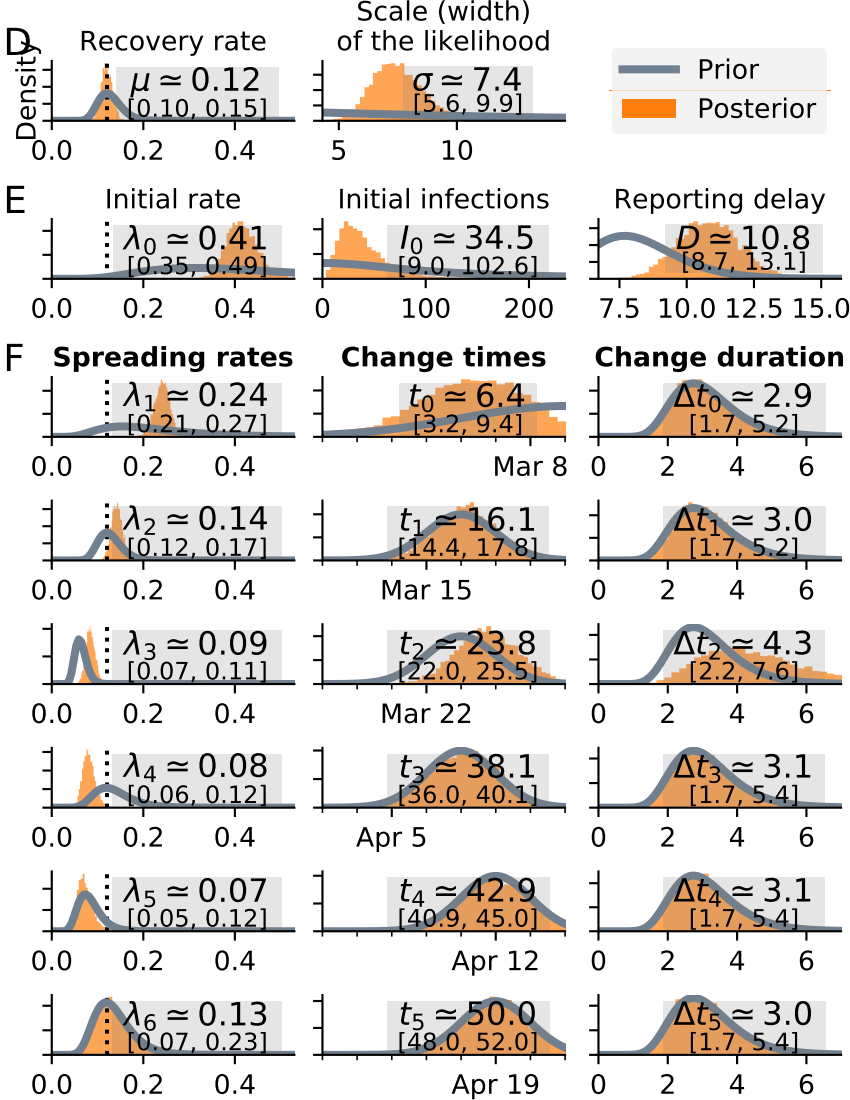 D
Density
Recovery rate
μ ≃ 0.12
[0.10, 0.15]
0.0 0.2 0.4
Scale (width)
of the likelihood
σ ≃ 7.4
[5.6, 9.9]
5 10
Prior
Posterior
E
Initial rate
λ0 ≃ 0.41
[0.35, 0.49]
0.0 0.2 0.4
Initial infections
I0 ≃ 34.5
[9.0, 102.6]
0 100 200
Reporting delay
D ≃ 10.8
[8.7, 13.1]
7.5 10.0 12.5 15.0
F
Spreading rates Change times Change duration
λ1 ≃ 0.24
[0.21, 0.27]
0.0 0.2 0.4
t0 ≃ 6.4
[3.2, 9.4]
Mar 8
Δt0 ≃ 2.9
[1.7, 5.2]
0 2 4 6
λ2 ≃ 0.14
[0.12, 0.17]
0.0 0.2 0.4
t1 ≃ 16.1
[14.4, 17.8]
Mar 15
Δt1 ≃ 3.0
[1.7, 5.2]
0 2 4 6
λ3 ≃ 0.09
[0.07, 0.11]
0.0 0.2 0.4
t2 ≃ 23.8
[22.0, 25.5]
Mar 22
Δt2 ≃ 4.3
[2.2, 7.6]
0 2 4 6
λ4 ≃ 0.08
[0.06, 0.12]
0.0 0.2 0.4
t3 ≃ 38.1
[36.0, 40.1]
Apr 5
Δt3 ≃ 3.1
[1.7, 5.4]
0 2 4 6
λ5 ≃ 0.07
[0.05, 0.12]
0.0 0.2 0.4
t4 ≃ 42.9
[40.9, 45.0]
Apr 12
Δt4 ≃ 3.1
[1.7, 5.4]
0 2 4 6
λ6 ≃ 0.13
[0.07, 0.23]
0.0 0.2 0.4
t5 ≃ 50.0
[48.0, 52.0]
Apr 19
Δt5 ≃ 3.0
[1.7, 5.4]
0 2 4 6